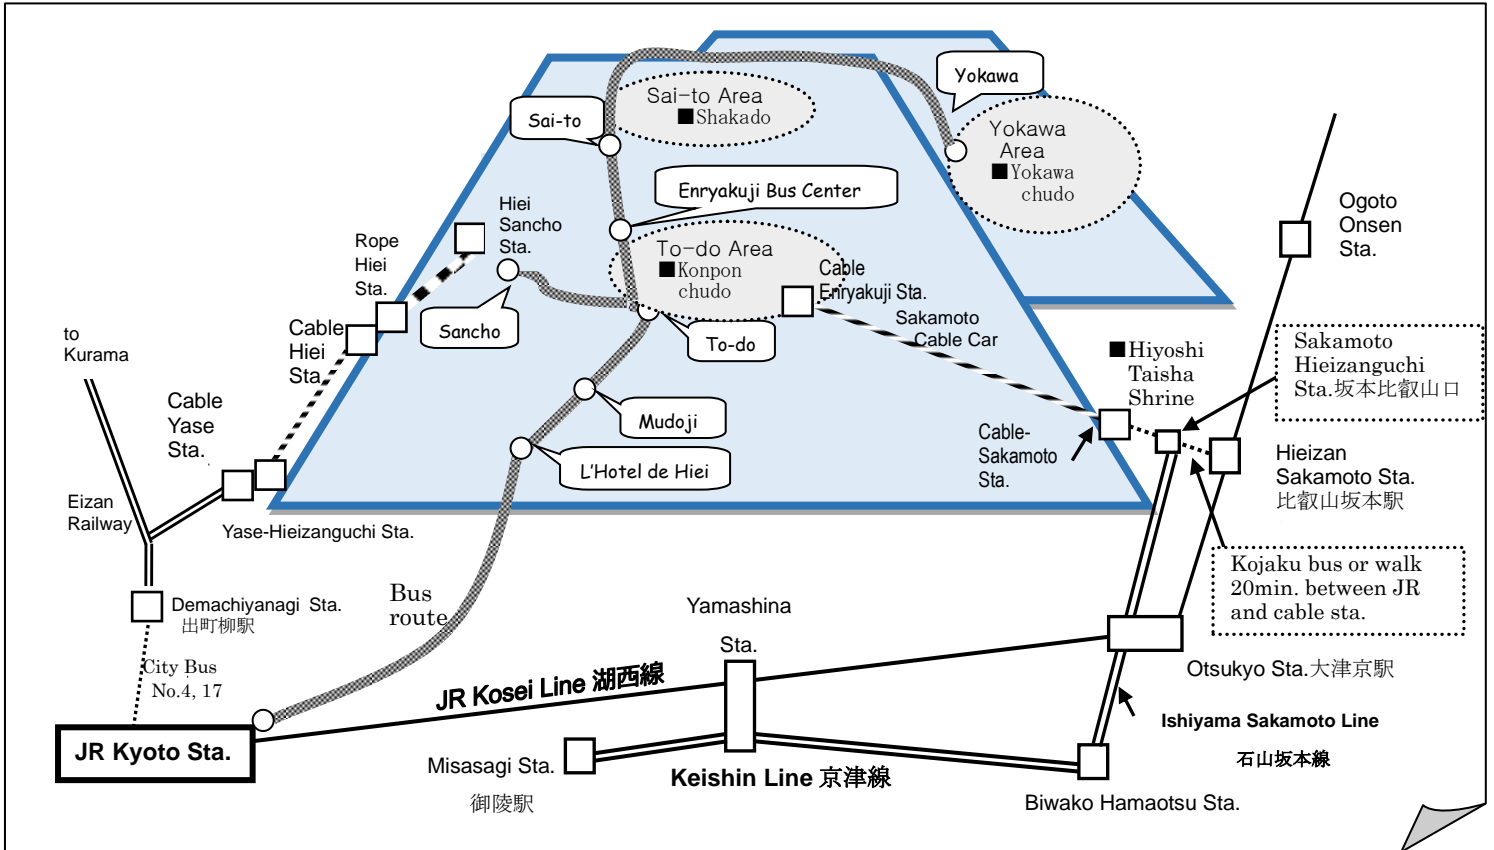 Yokawa
Sai-to Area
■Shakado
Sai-to
Yokawa
Area
■Yokawa
chudo
Enryakuji Bus Center
Hiei
Sancho
Sta.
Ogoto
Onsen
Sta.
Rope
Hiei
Sta.
To-do Area
■Konpon
chudo
Cable
Enryakuji Sta.
Sancho
To-do
Sakamoto
Cable Car
to
Kurama
Cable
Hiei
Sta.
■Hiyoshi
Taisha
Shrine
Sakamoto
Hieizanguchi
Sta.坂本比叡山口
Cable
Yase
Sta.
Mudoji
L'Hotel de Hiei
Cable-
Sakamoto
Sta.
Hieizan
Sakamoto Sta.
比叡山坂本駅
Eizan
Railway
Yase-Hieizanguchi Sta.
Kojaku bus or walk
20min. between JR
and cable sta.
Bus
route
Demachiyanagi Sta.
出町柳駅
Yamashina
Sta.
City Bus
No.4, 17
JR Kosei Line 湖西線
Otsukyo Sta.大津京駅
Ishiyama Sakamoto Line
石山坂本線
JR Kyoto Sta.
Misasagi Sta.
御陵駅
Keishin Line 京津線
Biwako Hamaotsu Sta.